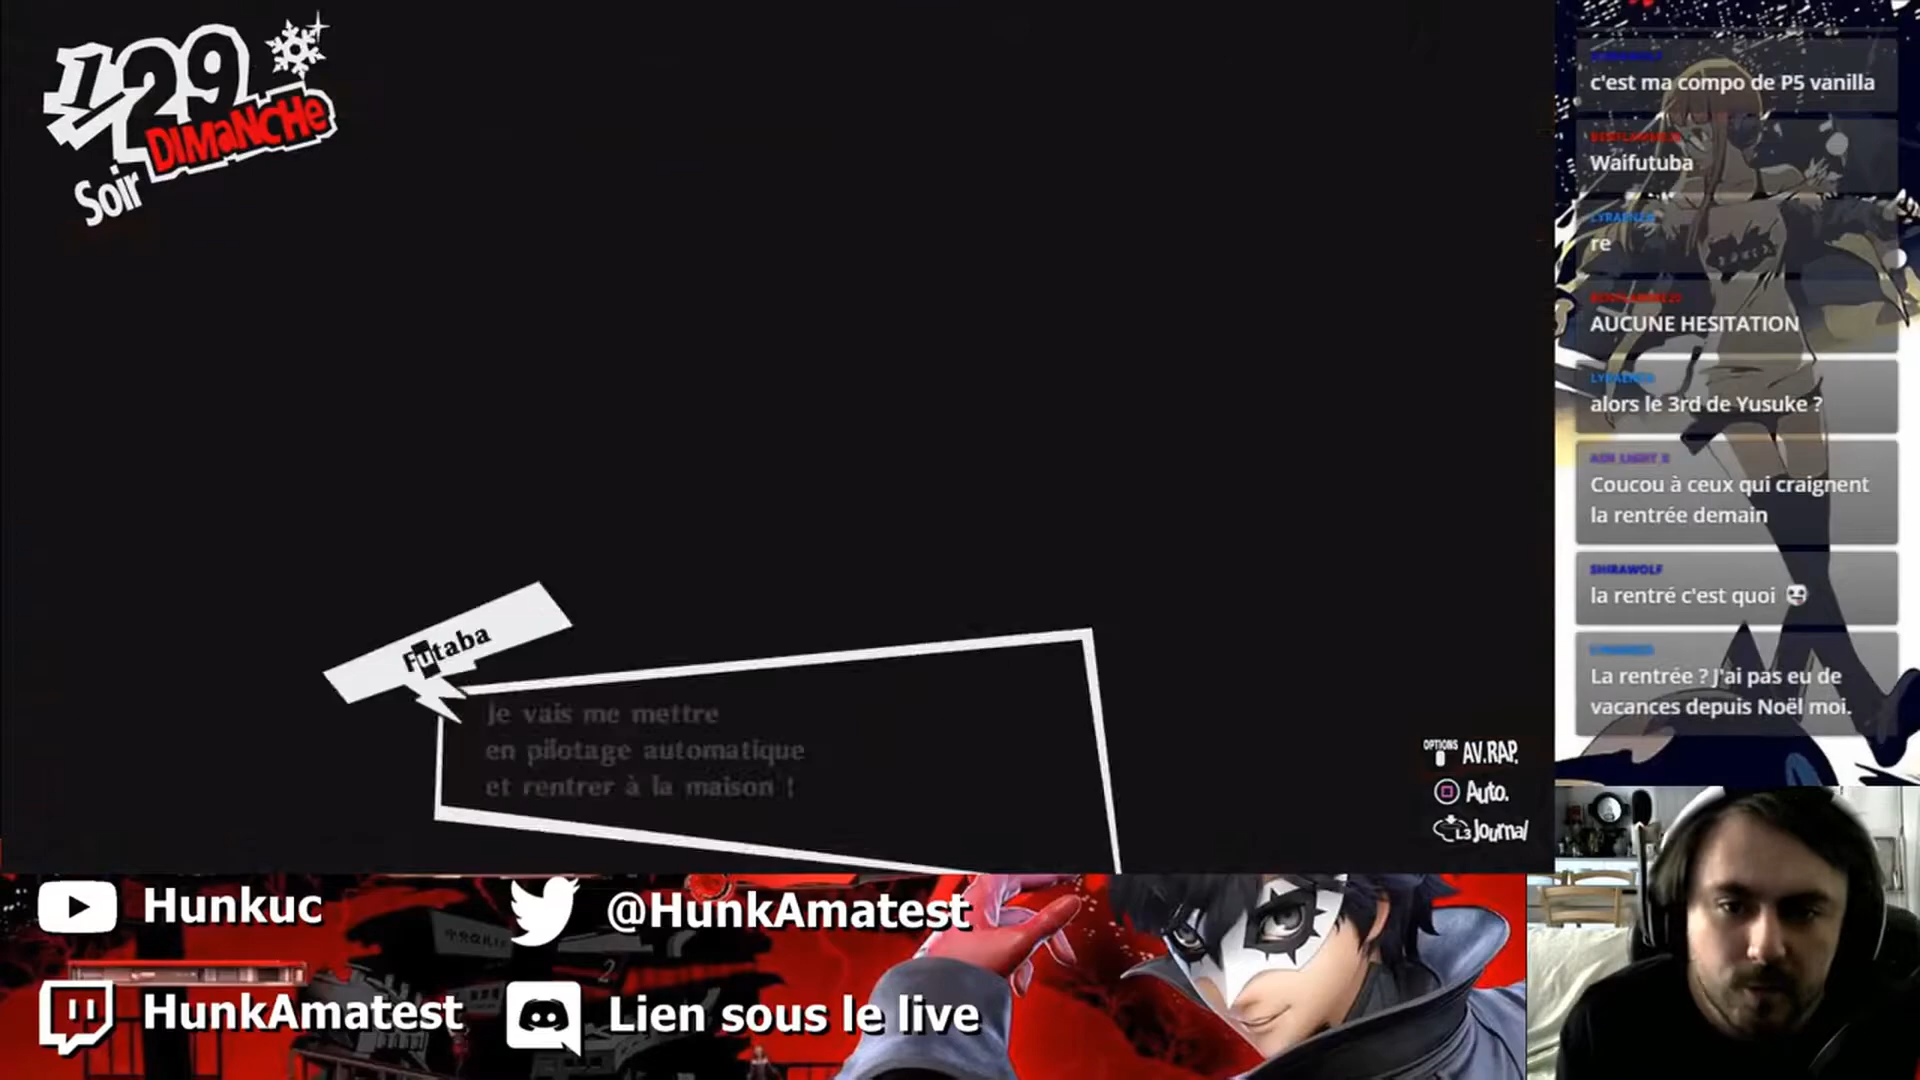 1/29
DIMANCHE
Soir
Futaba
Je vais me mettre
en pilotage automatique
et rentrer à la maison !
OPTIONS AV.RAP.
Auto.
L3 Journal
c'est ma compo de P5 vanilla
Waifutuba
re
AUCUNE HESITATION
alors le 3rd de Yusuke ?
Coucou à ceux qui craignent
la rentrée demain
SHIRAWOLF
la rentré c'est quoi
La rentrée ? J'ai pas eu de
vacances depuis Noël moi.
Hunkuc
@HunkAmatest
HunkAmatest
Lien sous le live